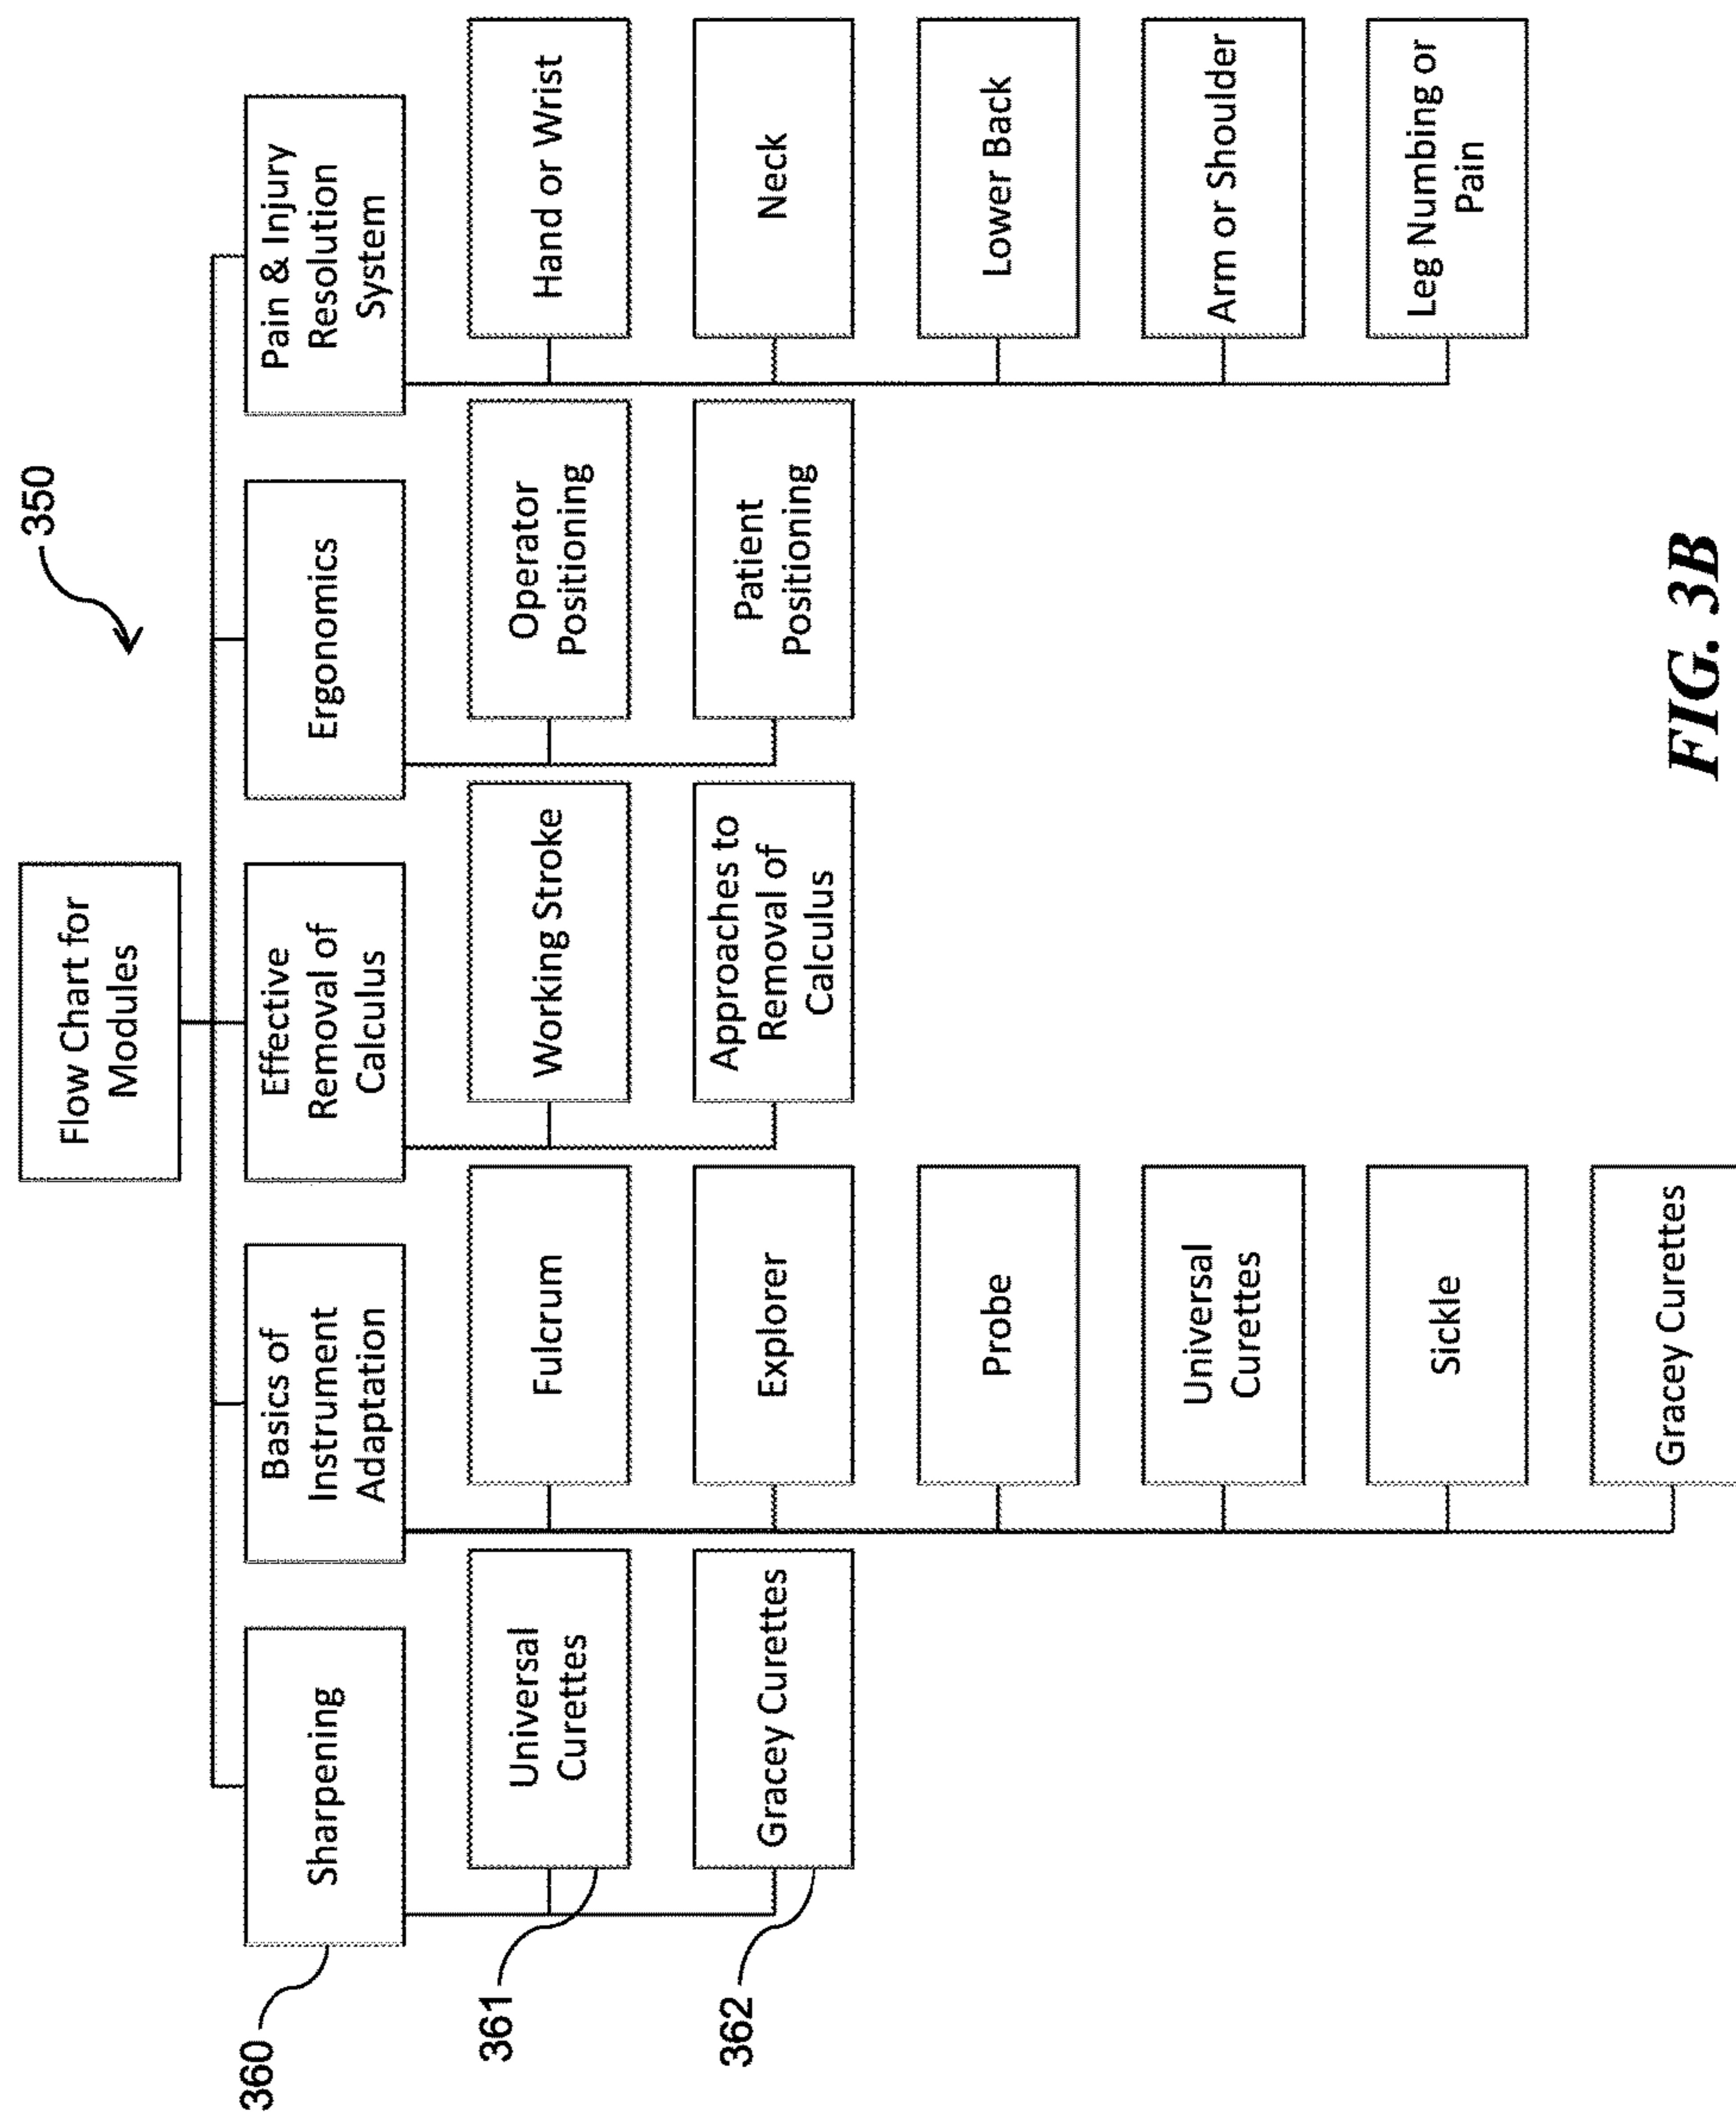 350
Flow Chart for
Modules
360
Sharpening
Basics of
Instrument
Adaptation
Effective
Removal of
Calculus
Ergonomics
Pain & Injury
Resolution
System
361
Universal
Curettes
Fulcrum
Working Stroke
Operator
Positioning
Hand or Wrist
362
Gracey Curettes
Explorer
Approaches to
Removal of
Calculus
Patient
Positioning
Neck
Probe
Lower Back
Universal
Curettes
Arm or Shoulder
Sickle
Leg Numbing or
Pain
Gracey Curettes
FIG. 3B